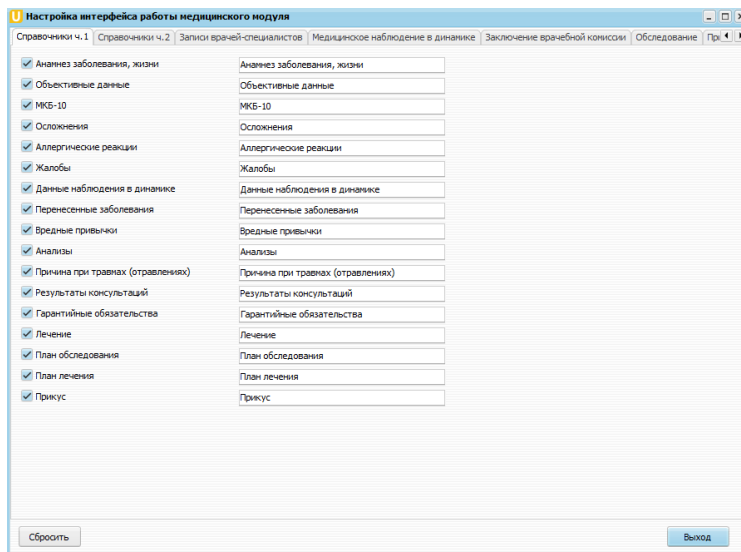 Настройка интерфейса работы медицинского модуля
Справочники ч.1 Справочники ч.2 Записи врачей-специалистов Медицинское наблюдение в динамике Заключение врачебной комиссии Обследование
Анамнез заболевания, жизни Анамнез заболевания, жизни
Объективные данные Объективные данные
МКБ-10 МКБ-10
Осложнения Осложнения
Аллергические реакции Аллергические реакции
Жалобы Жалобы
Данные наблюдения в динамике Данные наблюдения в динамике
Перенесенные заболевания Перенесенные заболевания
Вредные привычки Вредные привычки
Анализы Анализы
Причина при травмах (отравлениях) Причина при травмах (отравлениях)
Результаты консультаций Результаты консультаций
Гарантийные обязательства Гарантийные обязательства
Лечение Лечение
План обследования План обследования
План лечения План лечения
Прикус Прикус
Сбросить Выход